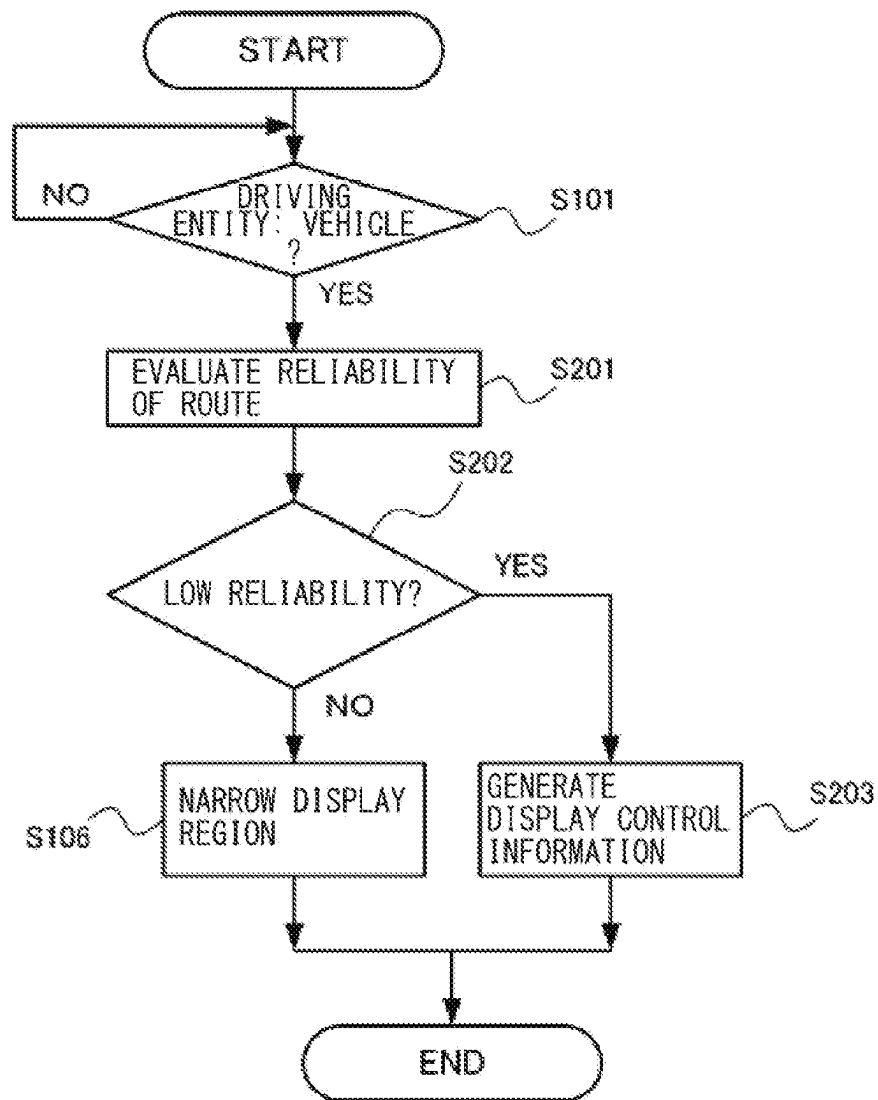 START
NO
DRIVING
ENTITY: VEHICLE
?
S101
YES
EVALUATE RELIABILITY
OF ROUTE
S201
S202
LOW RELIABILITY?
YES
NO
NARROW DISPLAY
REGION
S106
GENERATE
DISPLAY CONTROL
INFORMATION
S203
END